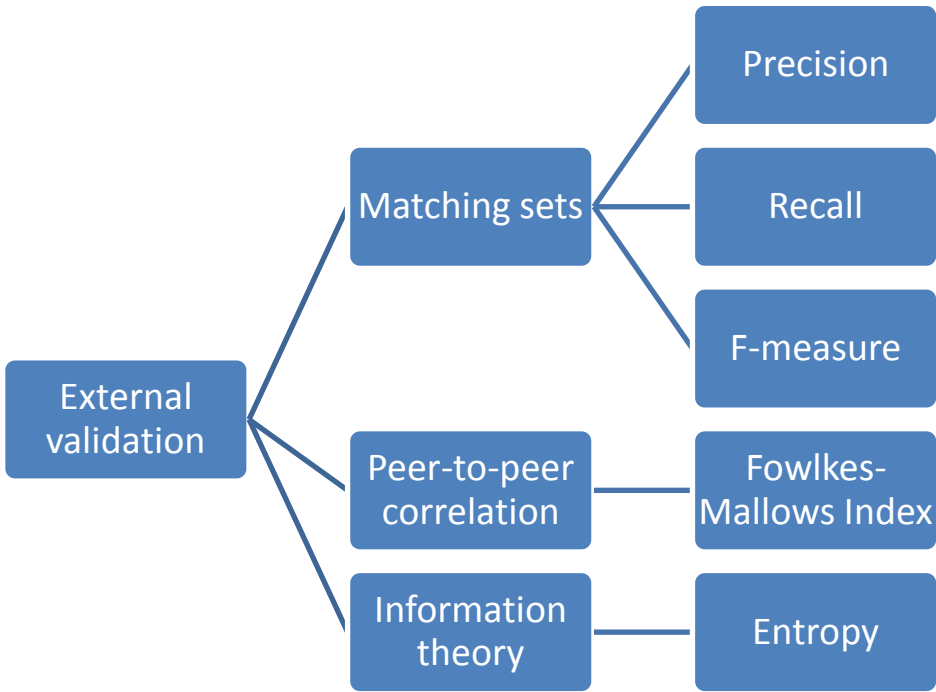 External
validation
Matching sets
Peer-to-peer
correlation
Information
theory
Precision
Recall
F-measure
Fowlkes-
Mallows Index
Entropy